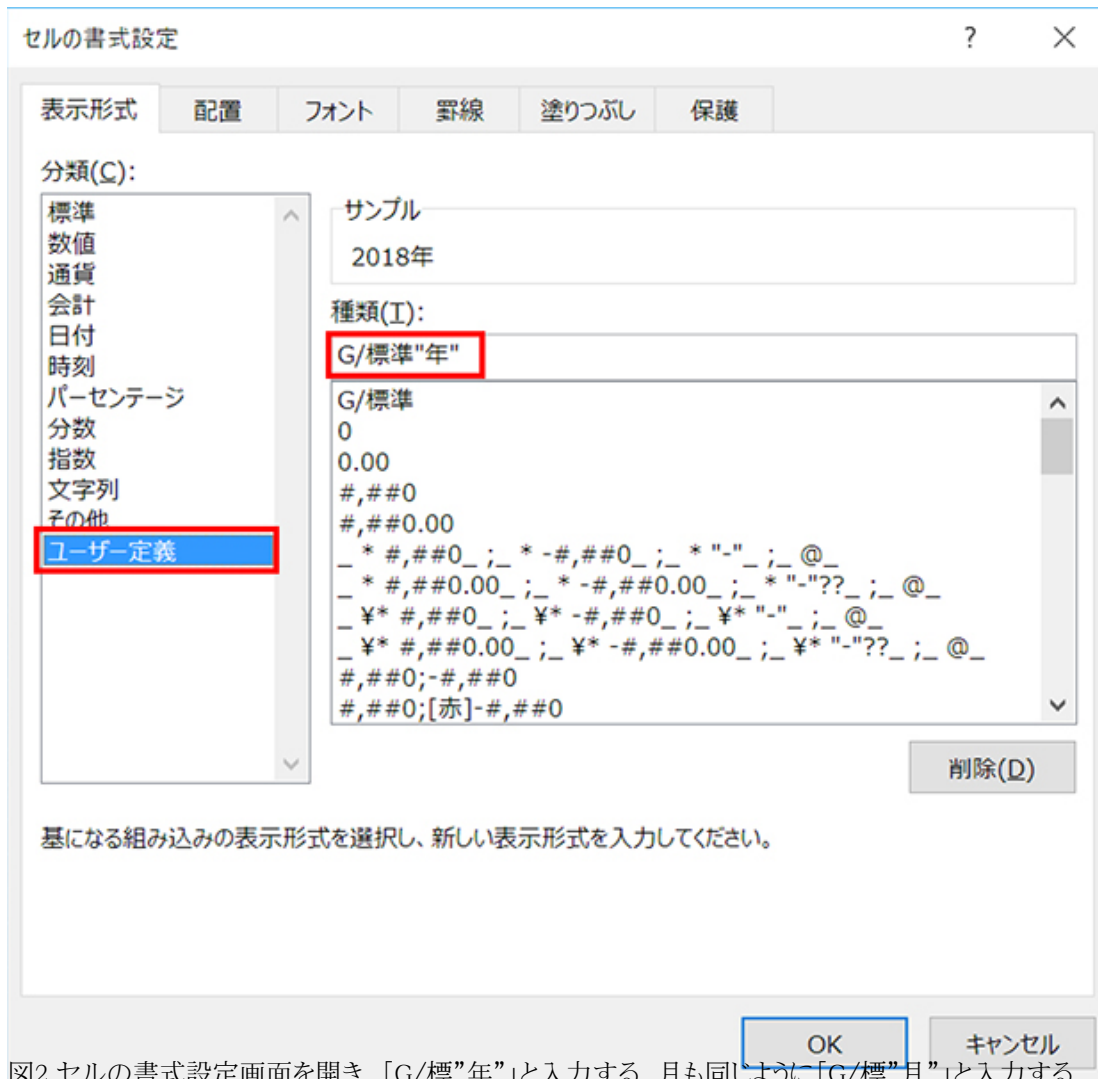 セルの書式設定
?
×
表示形式
配置
フォント
罫線
塗りつぶし
保護
分類(C):
標準
数値
通貨
会計
日付
時刻
パーセンテージ
分数
指数
文字列
その他
ユーザー定義
サンプル
2018年
種類(T):
G/標準"年"
G/標準
0
0.00
#,##0
#,##0.00
_ * #,##0_ ;_ * -#,##0_ ;_ * "-"_ ;_ @_
_ * #,##0.00_ ;_ * -#,##0.00_ ;_ * "-"??_ ;_ @_
_ ¥* #,##0_ ;_ ¥* -#,##0_ ;_ ¥* "-"_ ;_ @_
_ ¥* #,##0.00_ ;_ ¥* -#,##0.00_ ;_ ¥* "-"??_ ;_ @_
#,##0;-#,##0
#,##0;[赤]-#,##0
削除(D)
基になる組み込みの表示形式を選択し、新しい表示形式を入力してください。
OK
キャンセル
図2 セルの書式設定画面を開き、「G/標”年”」と入力する。月も同じように「G/標”月”」と入力する